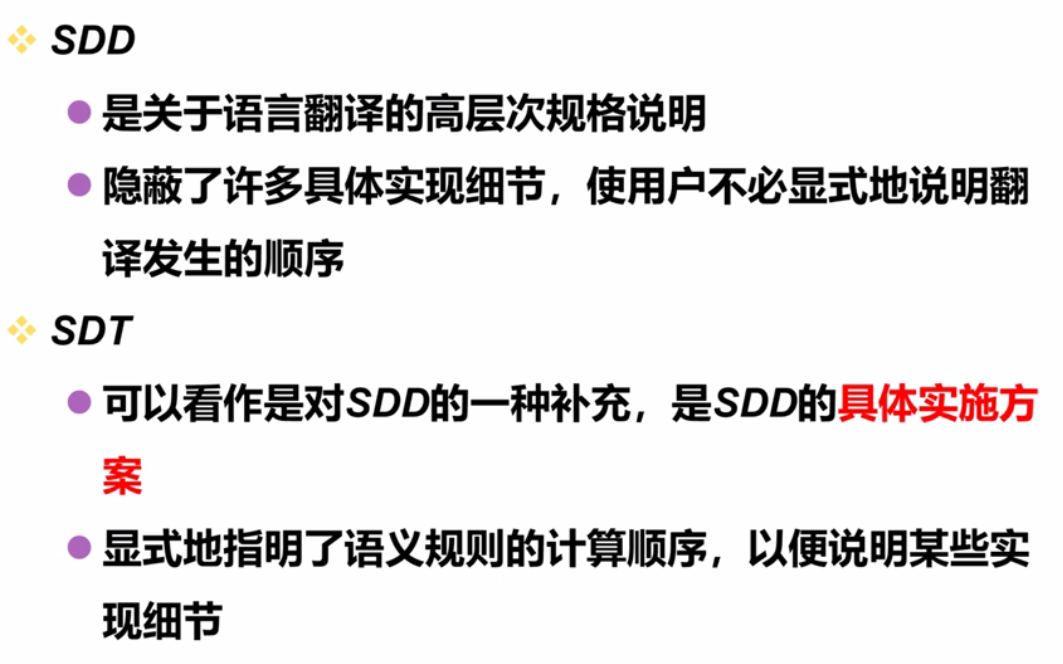 SDD
是关于语言翻译的高层次规格说明
隐蔽了许多具体实现细节，使用户不必显式地说明翻
译发生的顺序
SDT
可以看作是对SDD的一种补充，是SDD的具体实施方
案
显式地指明了语义规则的计算顺序，以便说明某些实
现细节